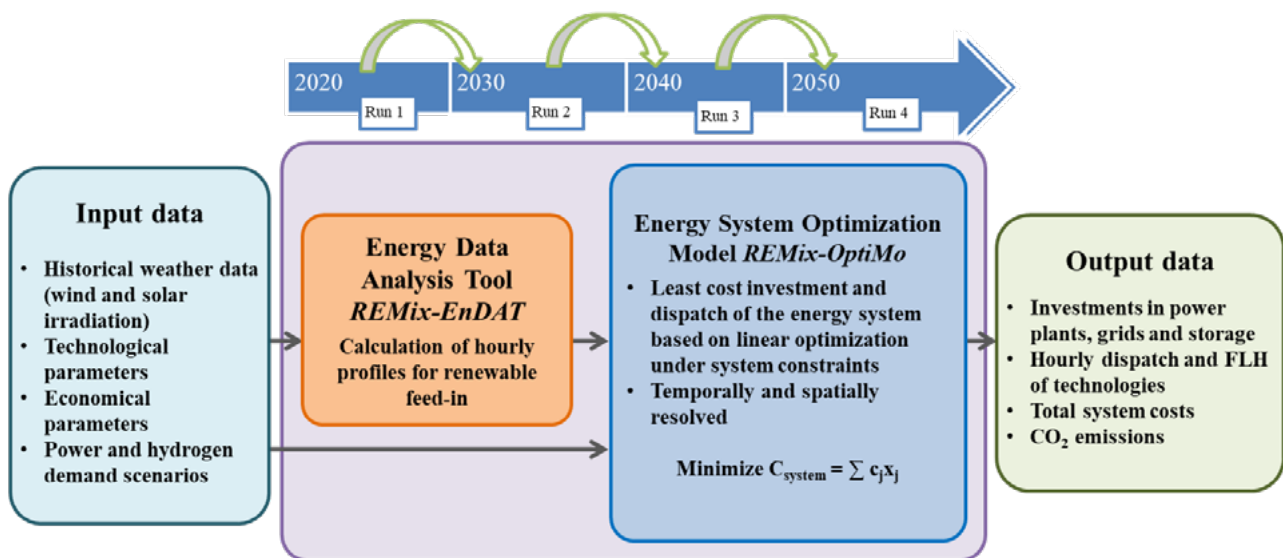 2020
2030
2040
2050
Run 1
Run 2
Run 3
Run 4
Input data
• Historical weather data
(wind and solar
irradiation)
• Technological
parameters
• Economical
parameters
• Power and hydrogen
demand scenarios
Energy Data
Analysis Tool
REMix-EnDAT
Calculation of hourly
profiles for renewable
feed-in
Energy System Optimization
Model REMix-OptiMo
• Least cost investment and
dispatch of the energy system
based on linear optimization
under system constraints
• Temporally and spatially
resolved
Minimize C_system = ∑ c_j x_j
Output data
• Investments in power
plants, grids and storage
• Hourly dispatch and FLH
of technologies
• Total system costs
• CO₂ emissions